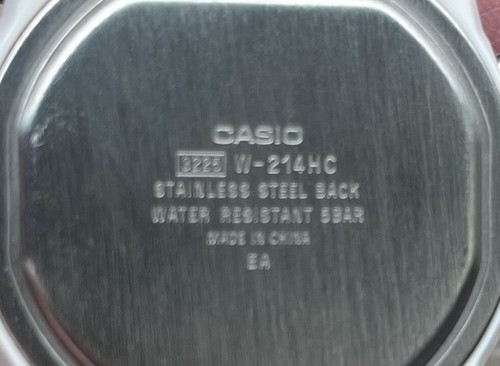 CASIO
3225 W-214HC
STAINLESS STEEL BACK
WATER RESISTANT 5BAR
MADE IN CHINA
EA